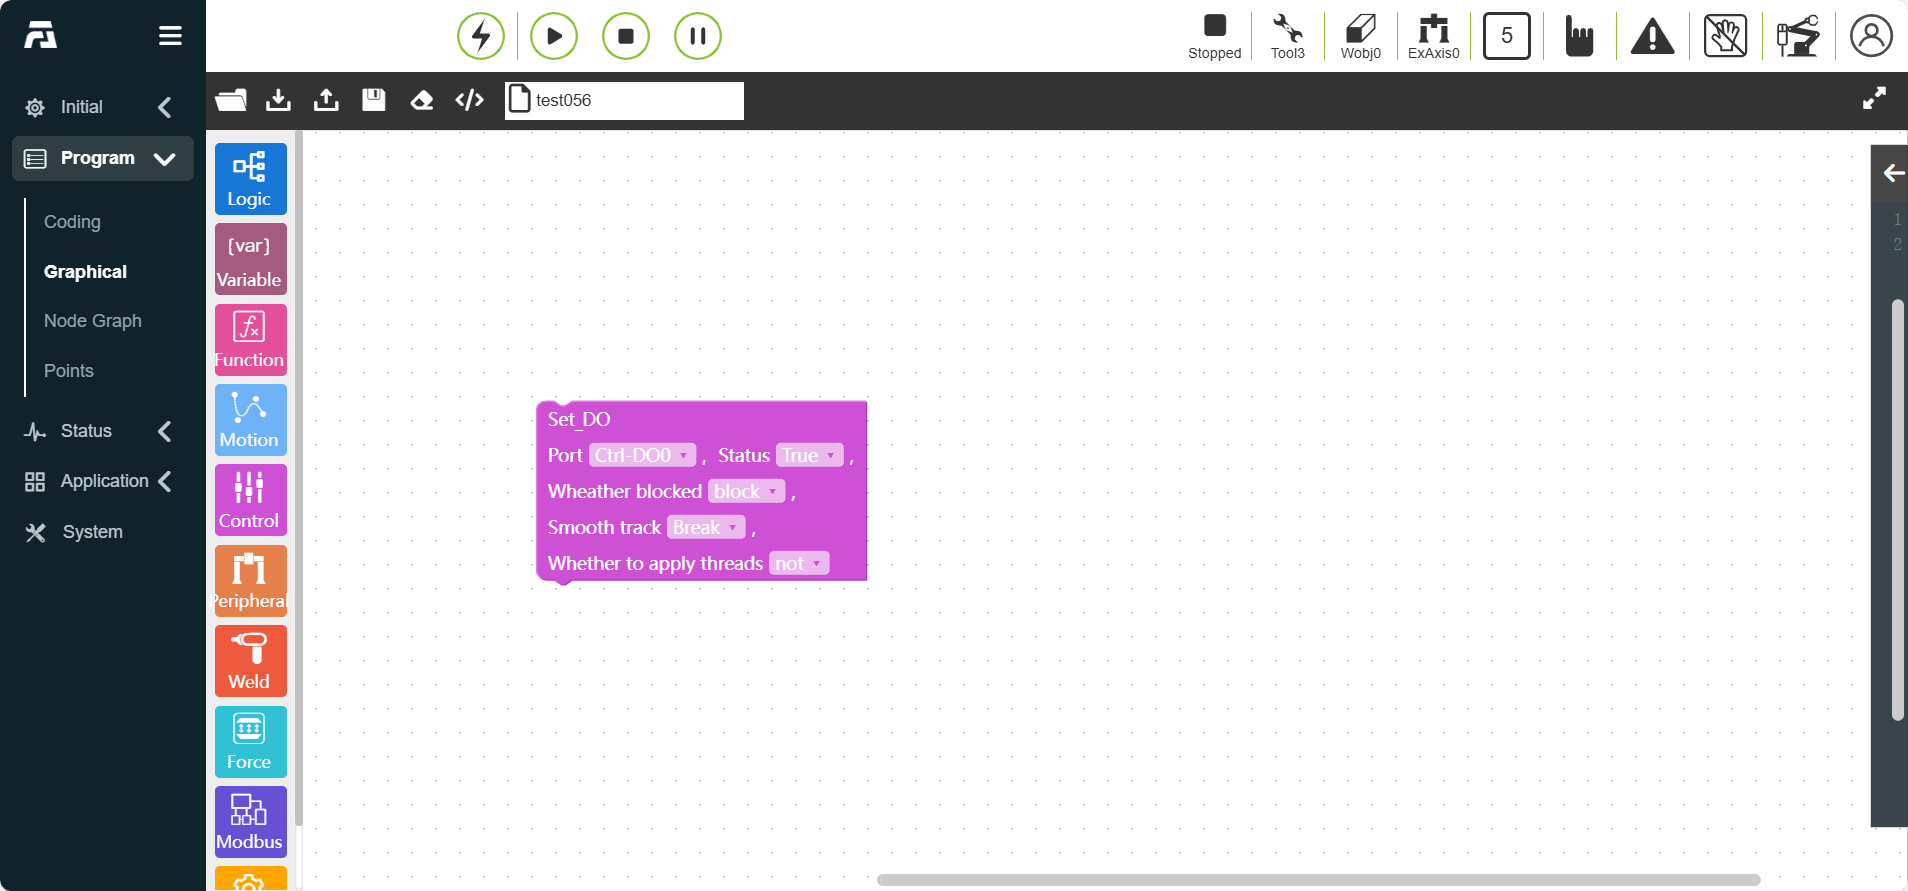 Stopped
Tool3
Wobj0
ExAxis0
5
Initial
Program
Coding
Graphical
Node Graph
Points
Status
Application
System
test056
Logic
{var}
Variable
fx
Function
Motion
Control
Peripheral
Weld
Force
Modbus
Set_DO
Port Ctrl-DO0 , Status True ,
Wheather blocked block ,
Smooth track Break ,
Whether to apply threads not
1
2